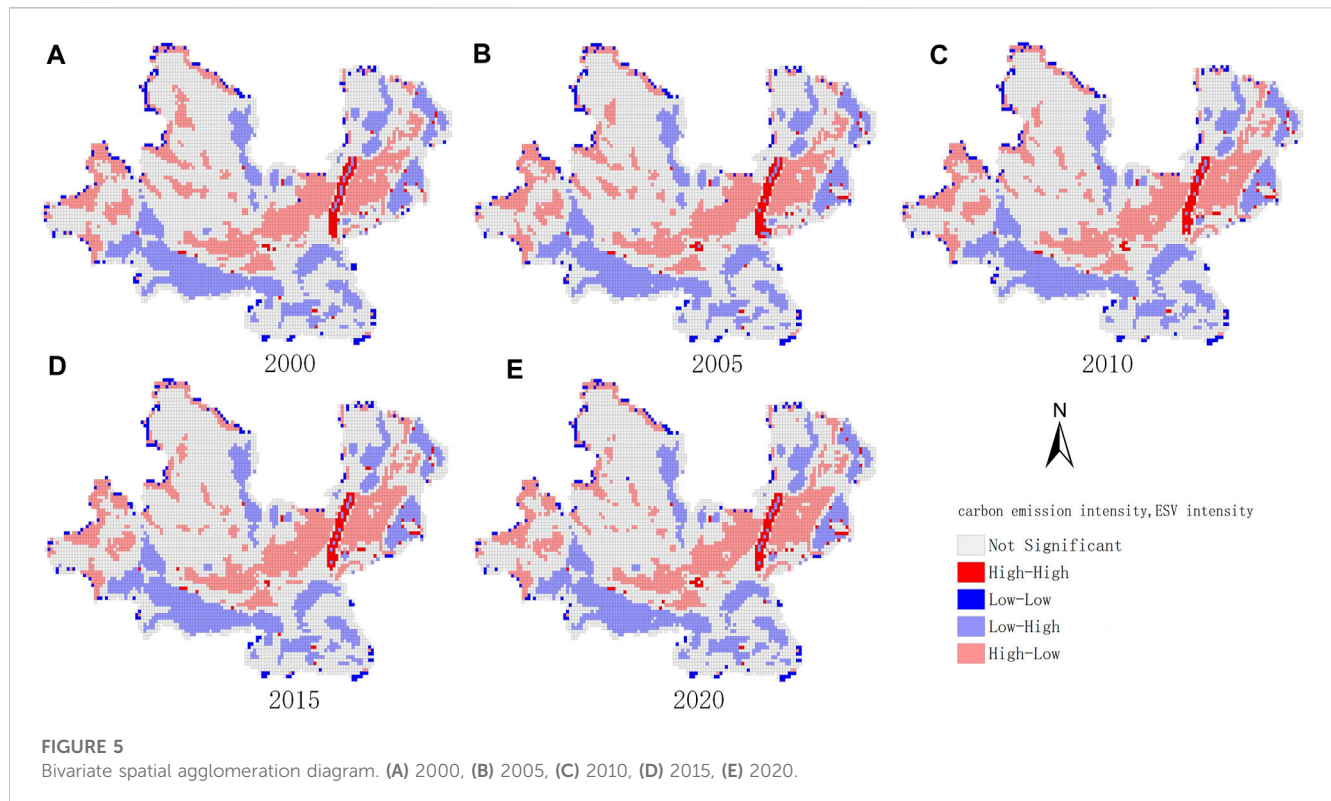 A
B
C
2000
2005
2010
D
E
N
carbon emission intensity,ESV intensity
Not Significant
High-High
Low-Low
Low-High
High-Low
2015
2020
FIGURE 5
Bivariate spatial agglomeration diagram. (A) 2000, (B) 2005, (C) 2010, (D) 2015, (E) 2020.